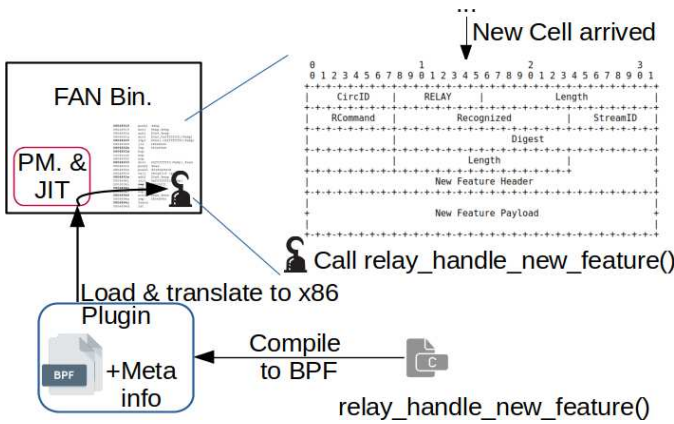 ...
New Cell arrived
0 1 2 3
0 1 2 3 4 5 6 7 8 9 0 1 2 3 4 5 6 7 8 9 0 1 2 3 4 5 6 7 8 9 0 1
CircID | RELAY | Length
RCommand | Recognized | StreamID
Digest
Length
New Feature Header
New Feature Payload
FAN Bin.
PM. &
JIT
Call relay_handle_new_feature()
Load & translate to x86
Plugin
BPF
+Meta
info
Compile
to BPF
C
relay_handle_new_feature()